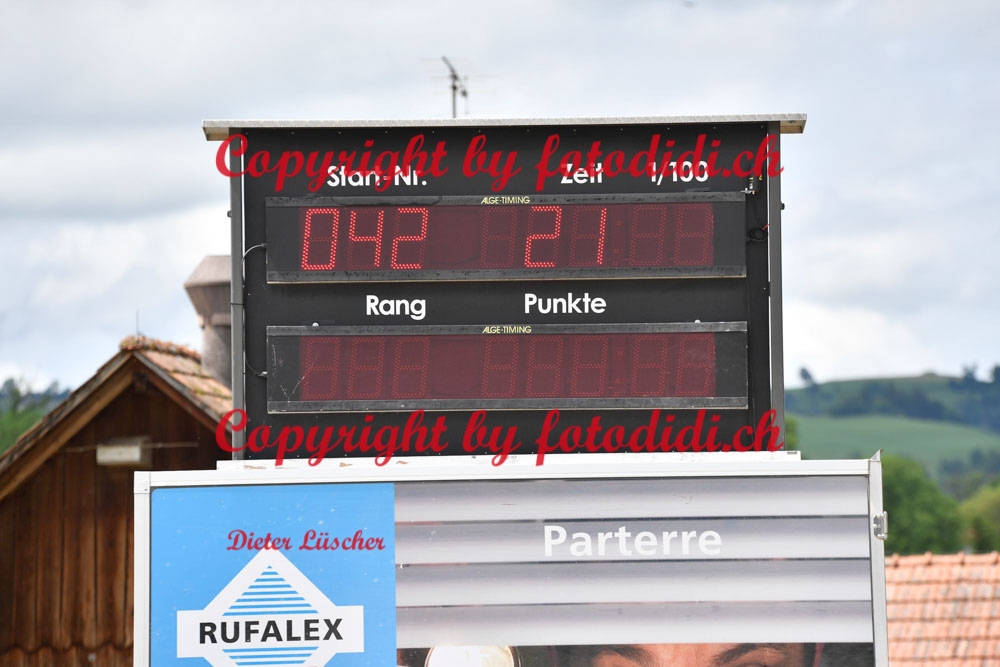 Copyright by fotodidi.ch
Start-Nr. Zeit 1/100
ALGE-TIMING
042 21
Rang Punkte
ALGE-TIMING
Copyright by fotodidi.ch
Parterre
Dieter Lüscher
RUFALEX